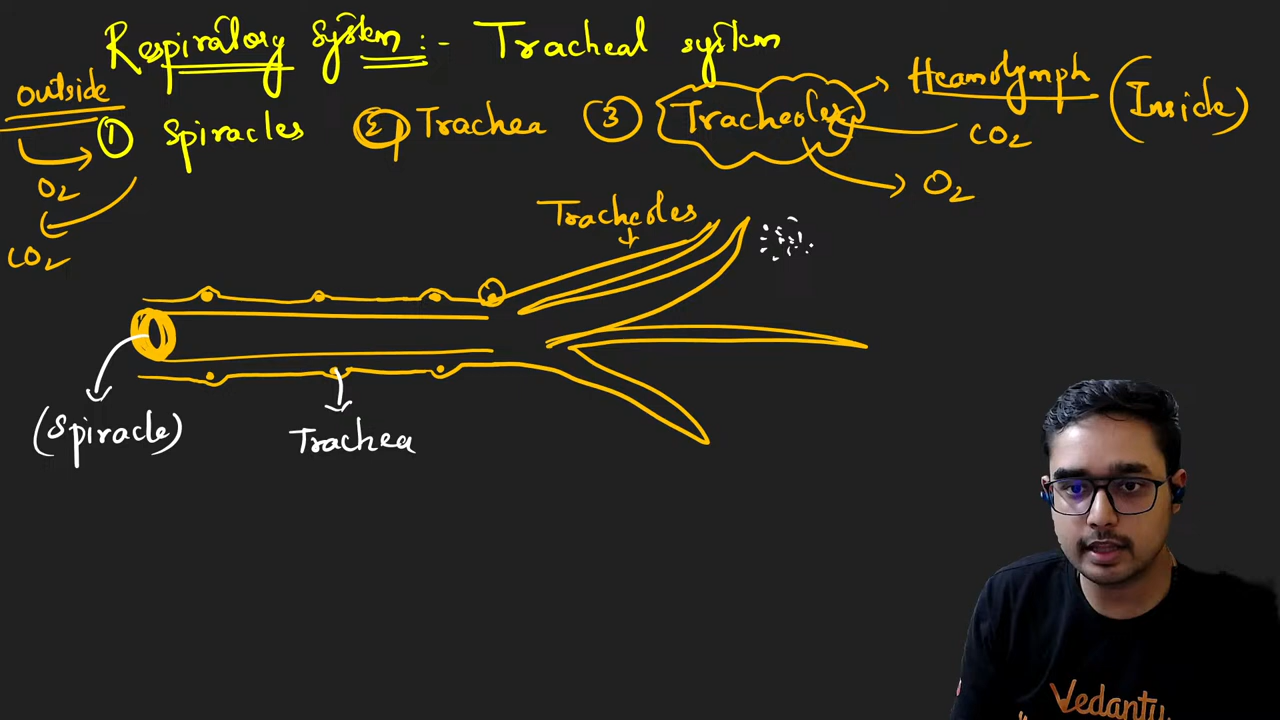 Respiratory system :- Tracheal system
outside
① Spiracles ② Trachea ③ Tracheoles
Heamolymph (Inside)
O₂
CO₂
CO₂
O₂
Tracheoles
(Spiracle)
Trachea
Vedantu